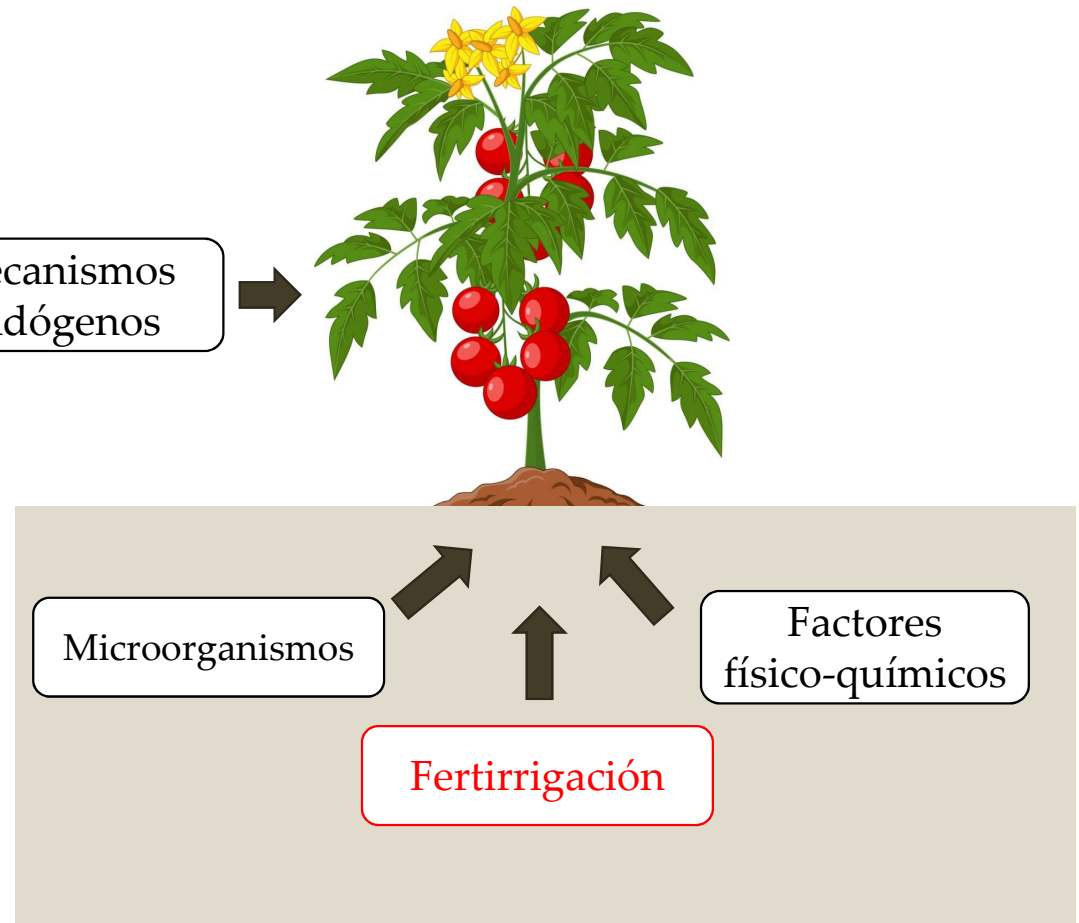 ecanismos
dógenos
Microorganismos
Factores
físico-químicos
Fertirrigación